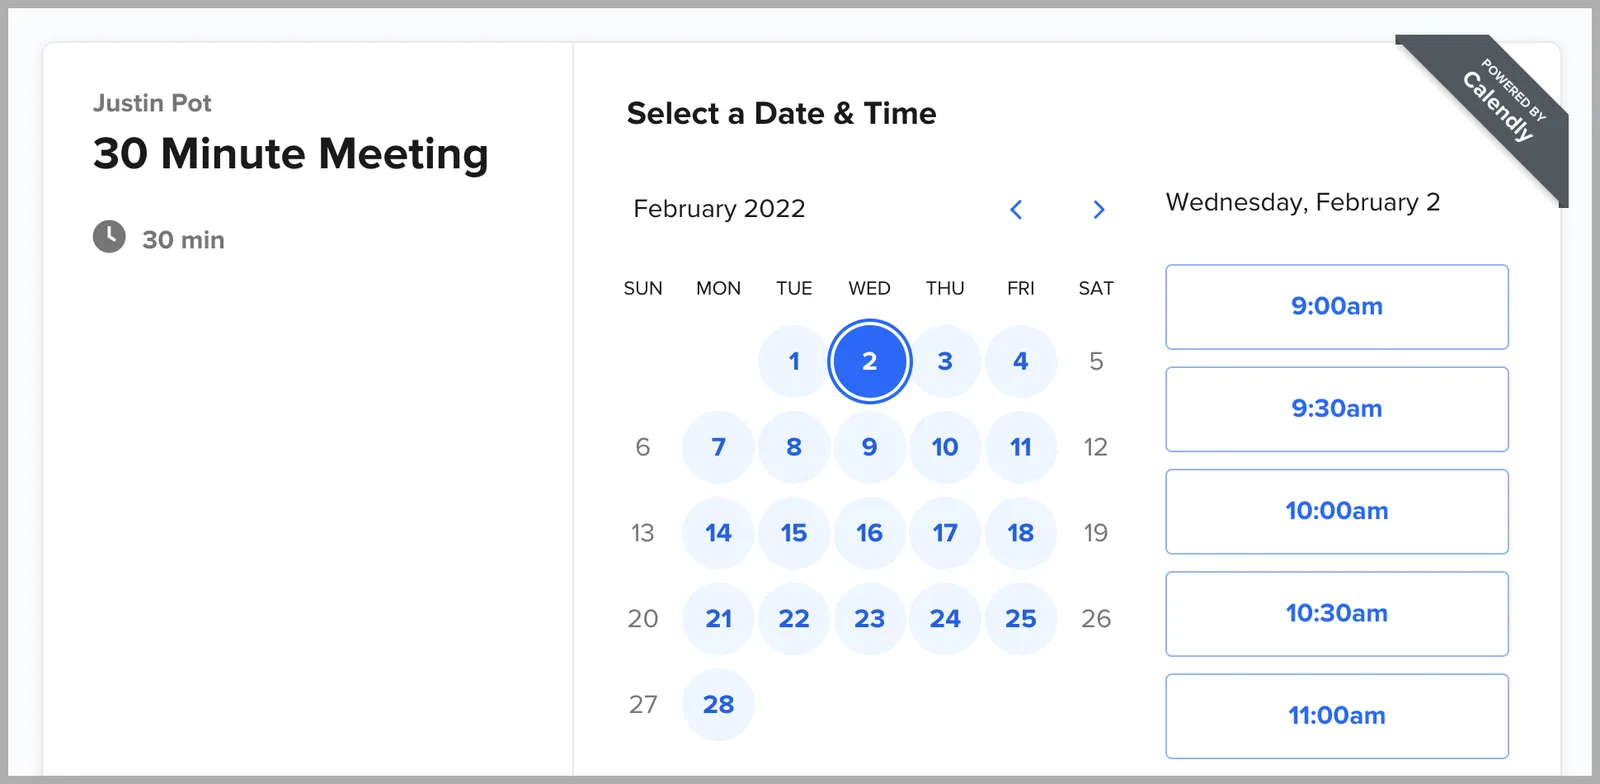 Justin Pot
30 Minute Meeting
30 min
Select a Date & Time
February 2022
SUN MON TUE WED THU FRI SAT
1 2 3 4 5
6 7 8 9 10 11 12
13 14 15 16 17 18 19
20 21 22 23 24 25 26
27 28
Wednesday, February 2
9:00am
9:30am
10:00am
10:30am
11:00am
POWERED BY
Calendly